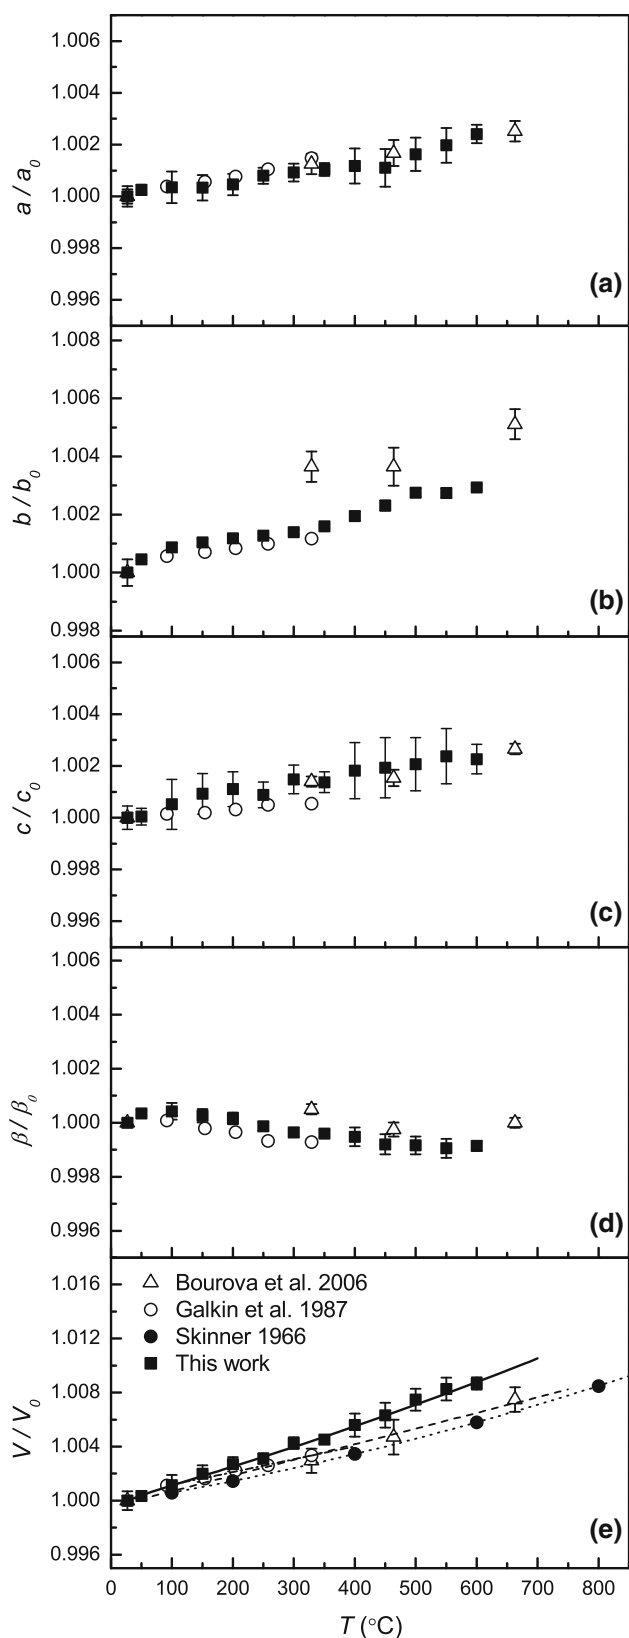 1.006
1.004
1.002
1.000
0.998
0.996
a / a0
(a)
1.008
1.006
1.004
1.002
1.000
0.998
b / b0
(b)
1.006
1.004
1.002
1.000
0.998
0.996
c / c0
(c)
1.006
1.004
1.002
1.000
0.998
0.996
β / β0
(d)
1.016
1.012
1.008
1.004
1.000
0.996
V / V0
Bourova et al. 2006
Galkin et al. 1987
Skinner 1966
This work
(e)
0 100 200 300 400 500 600 700 800
T (°C)